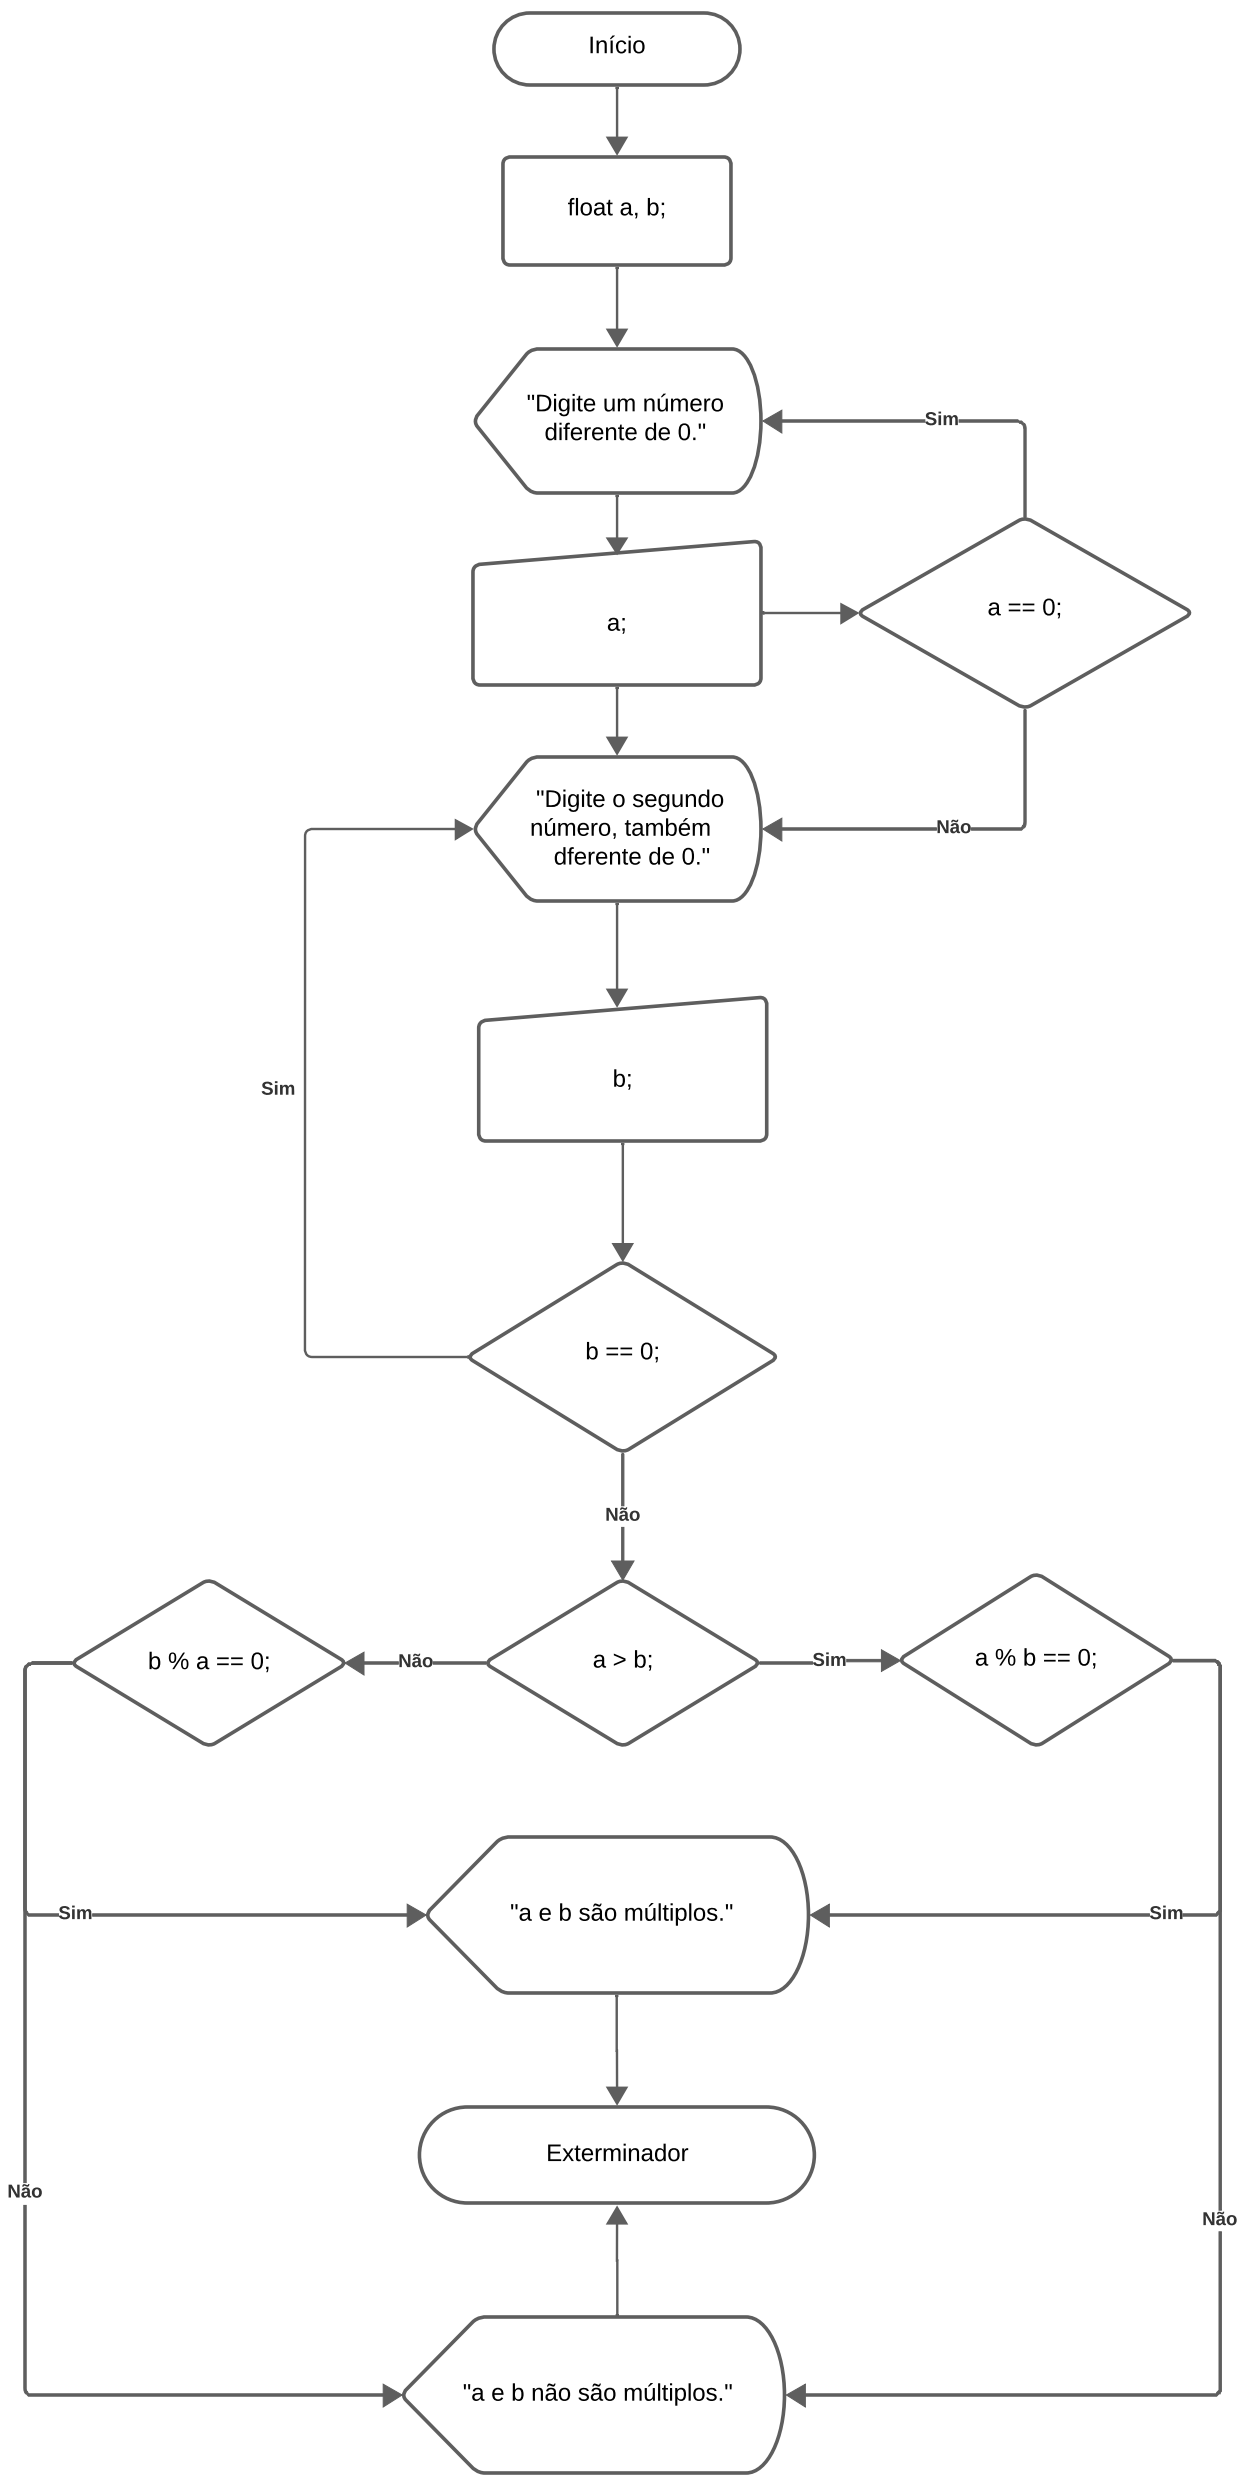 Início
float a, b;
"Digite um número
diferente de 0."
Sim
a;
a == 0;
"Digite o segundo
número, também
dferente de 0."
Não
b;
Sim
b == 0;
Não
b % a == 0;
Não
a > b;
Sim
a % b == 0;
Sim
"a e b são múltiplos."
Sim
Exterminador
Não
Não
"a e b não são múltiplos."